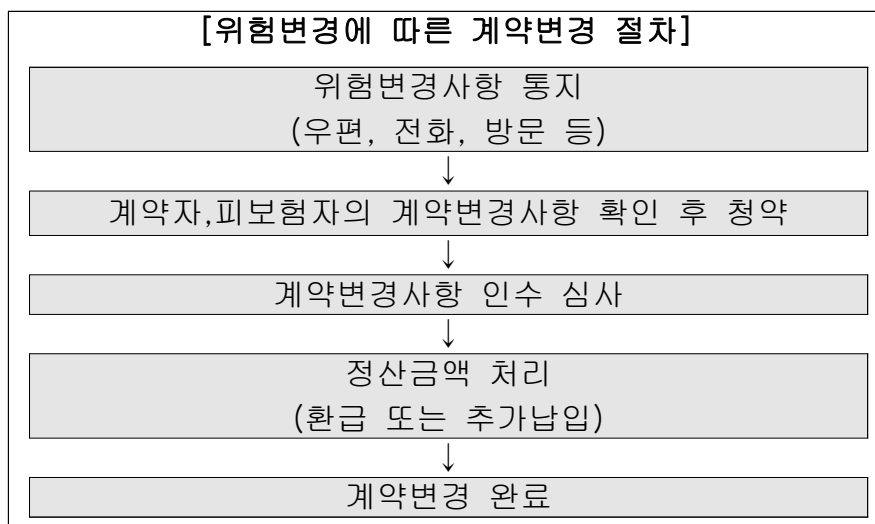 [위험변경에 따른 계약변경 절차]
위험변경사항 통지
(우편, 전화, 방문 등)
↓
계약자,피보험자의 계약변경사항 확인 후 청약
↓
계약변경사항 인수 심사
↓
정산금액 처리
(환급 또는 추가납입)
↓
계약변경 완료